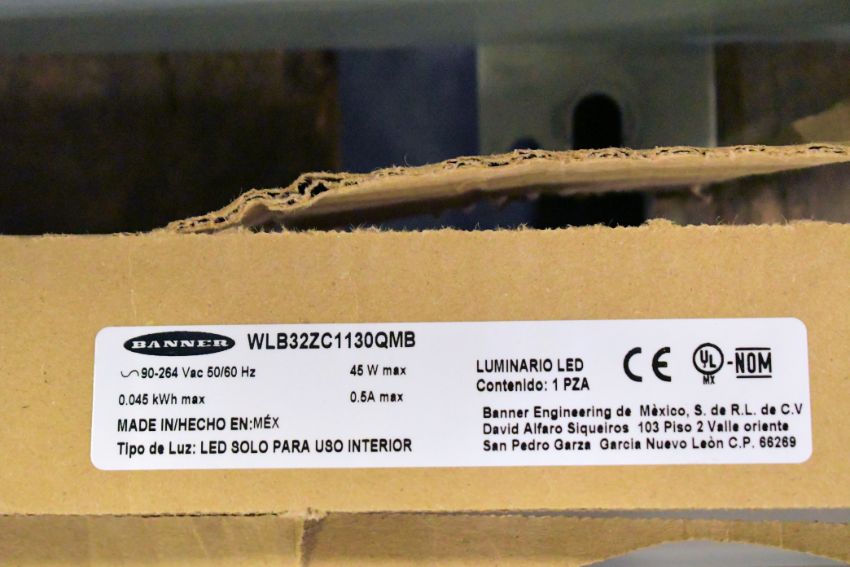 BANNER WLB32ZC1130QMB
90-264 Vac 50/60 Hz 45 W max
0.045 kWh max 0.5A max
MADE IN/HECHO EN:MÉX
Tipo de Luz: LED SOLO PARA USO INTERIOR
LUMINARIO LED
Contenido: 1 PZA
CE UL MX -NOM
Banner Engineering de Mèxico, S. de R.L. de C.V
David Alfaro Siqueiros 103 Piso 2 Valle oriente
San Pedro Garza Garcia Nuevo Leòn C.P. 66269